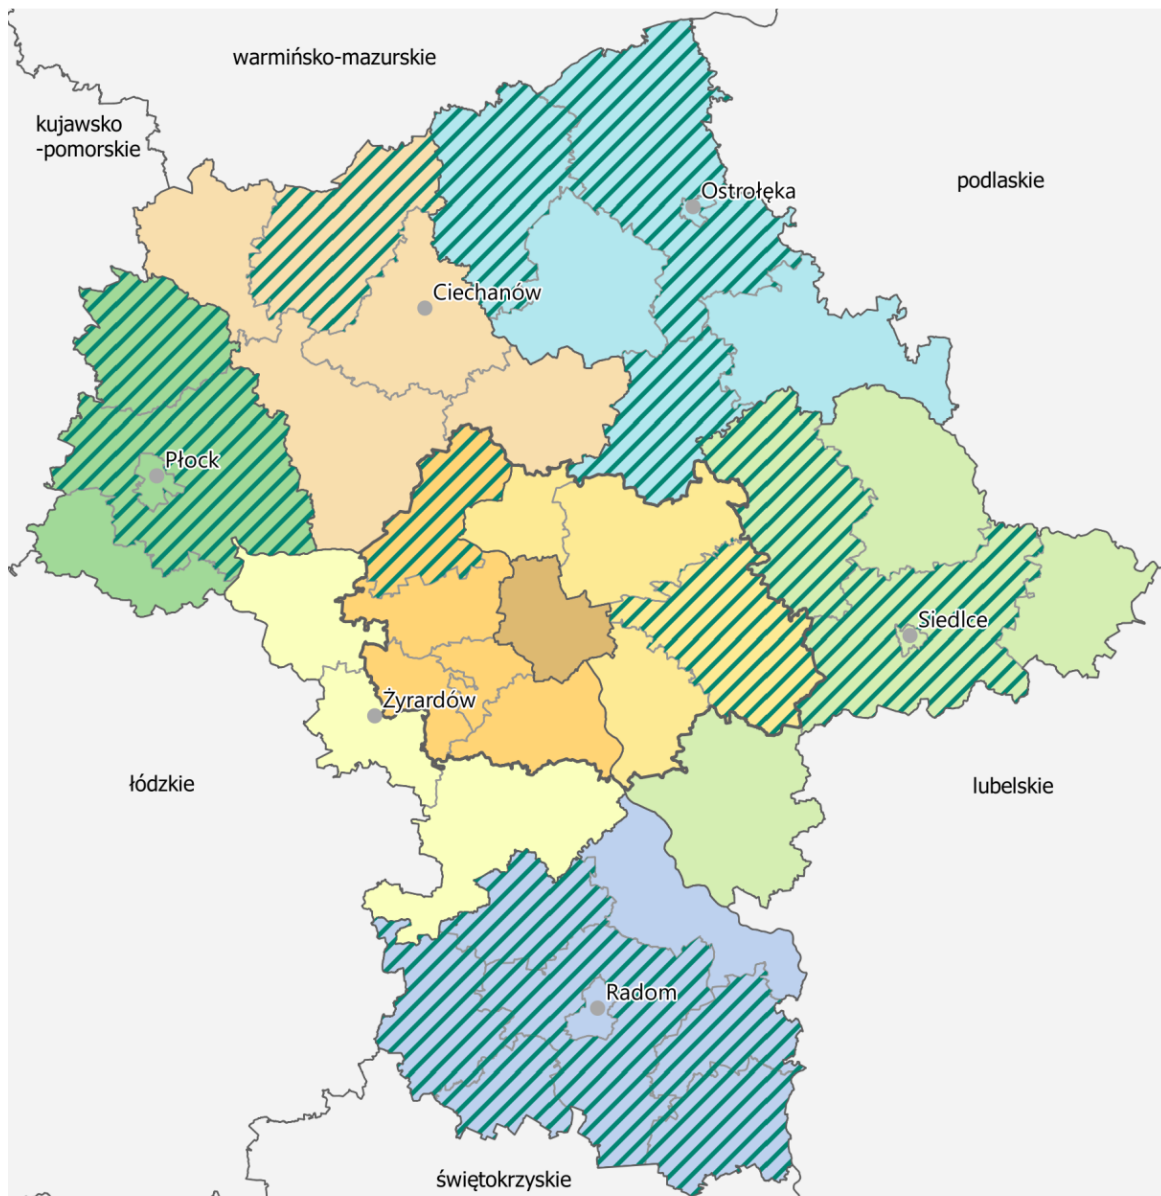 warmińsko-mazurskie
kujawsko
-pomorskie
podlaskie
Ostrołęka
Ciechanów
Płock
Siedlce
Żyrardów
łódzkie
lubelskie
Radom
świętokrzyskie